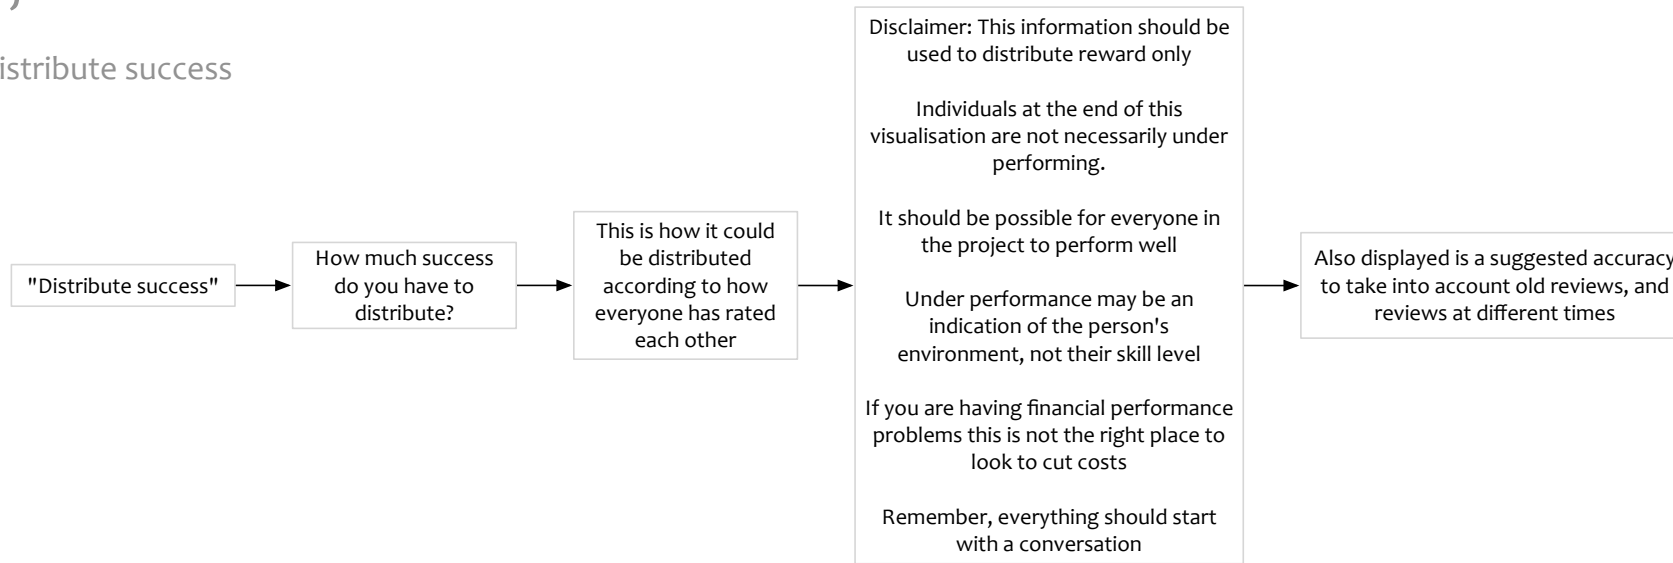 istribute success
"Distribute success"
How much success
do you have to
distribute?
This is how it could
be distributed
according to how
everyone has rated
each other
Disclaimer: This information should be
used to distribute reward only
Individuals at the end of this
visualisation are not necessarily under
performing.
It should be possible for everyone in
the project to perform well
Under performance may be an
indication of the person's
environment, not their skill level
If you are having financial performance
problems this is not the right place to
look to cut costs
Remember, everything should start
with a conversation
Also displayed is a suggested accuracy
to take into account old reviews, and
reviews at different times